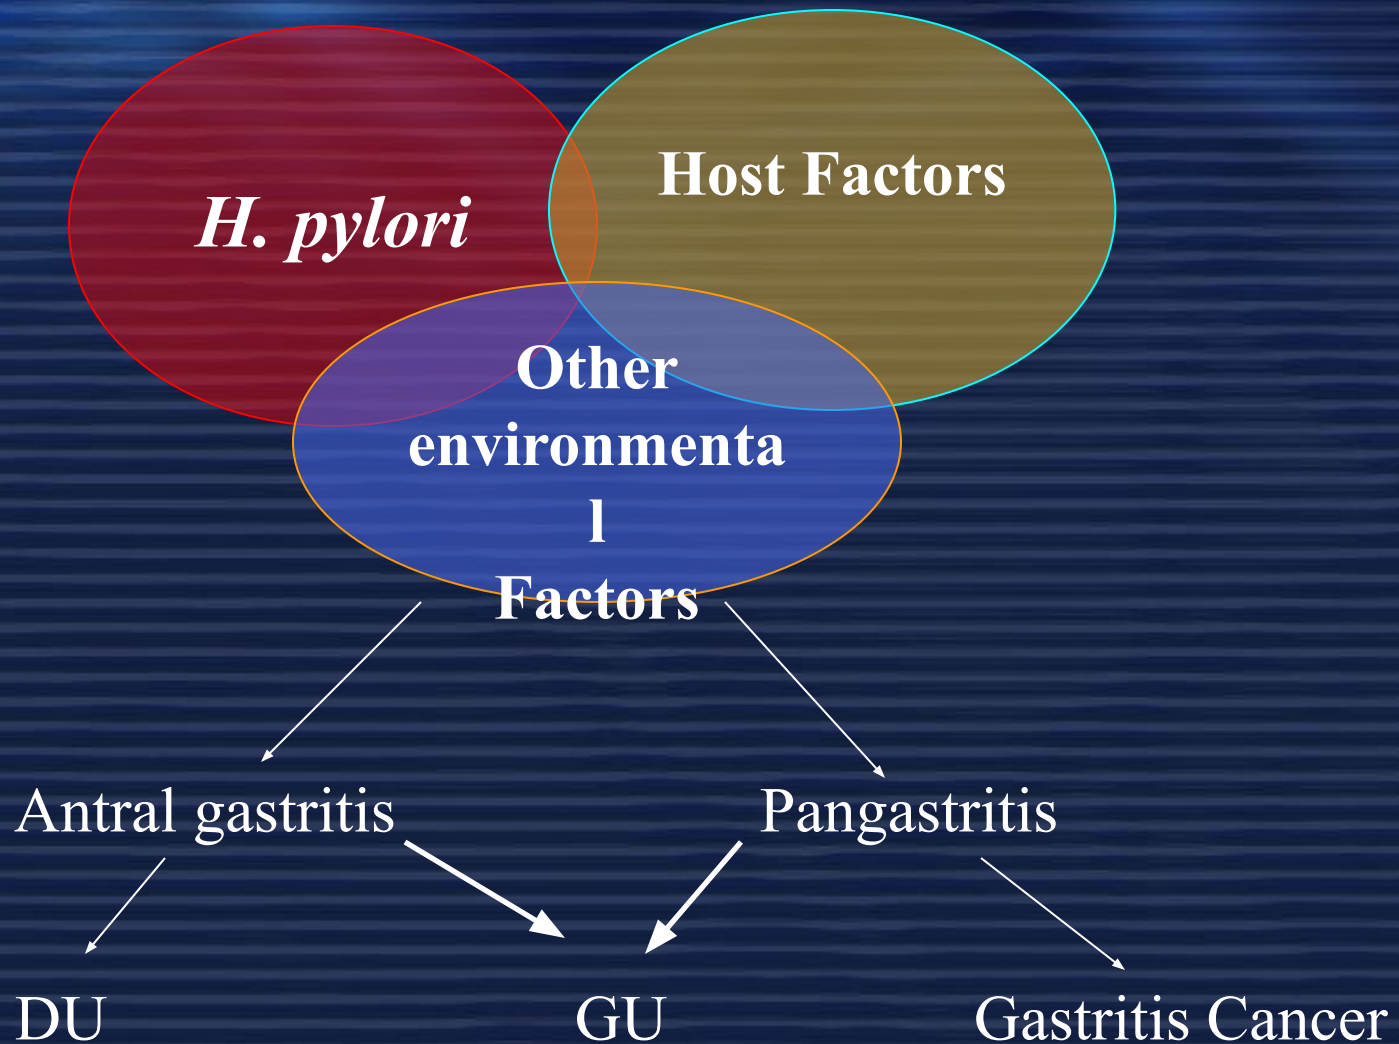 Host Factors
H. pylori
Other
environmenta
l
Factors
Antral gastritis
Pangastritis
DU
GU
Gastritis Cancer